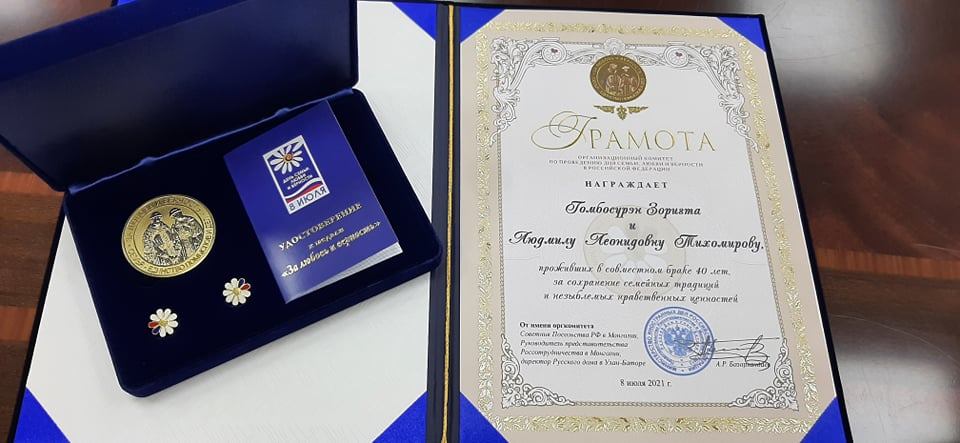 ДЕНЬ СЕМЬИ
ЛЮБВИ
И ВЕРНОСТИ
8 ИЮЛЯ
УДОСТОВЕРЕНИЕ
к награде
«За любовь и верность»
ГРАМОТА
ОРГАНИЗАЦИОННЫЙ КОМИТЕТ
ПО ПРОВЕДЕНИЮ ДНЯ СЕМЬИ, ЛЮБВИ И ВЕРНОСТИ
В РОССИЙСКОЙ ФЕДЕРАЦИИ
НАГРАЖДАЕТ
Гомбосурэн Зоригта
и
Людмилу Леонидовну Тихомирову,
проживших в совместном браке 40 лет,
за сохранение семейных традиций
и незыблемых нравственных ценностей
От имени оргкомитета
Советник Посольства РФ в Монголии,
Руководитель представительства
Россотрудничества в Монголии,
директор Русского дома в Улан-Баторе
8 июля 2021 г.